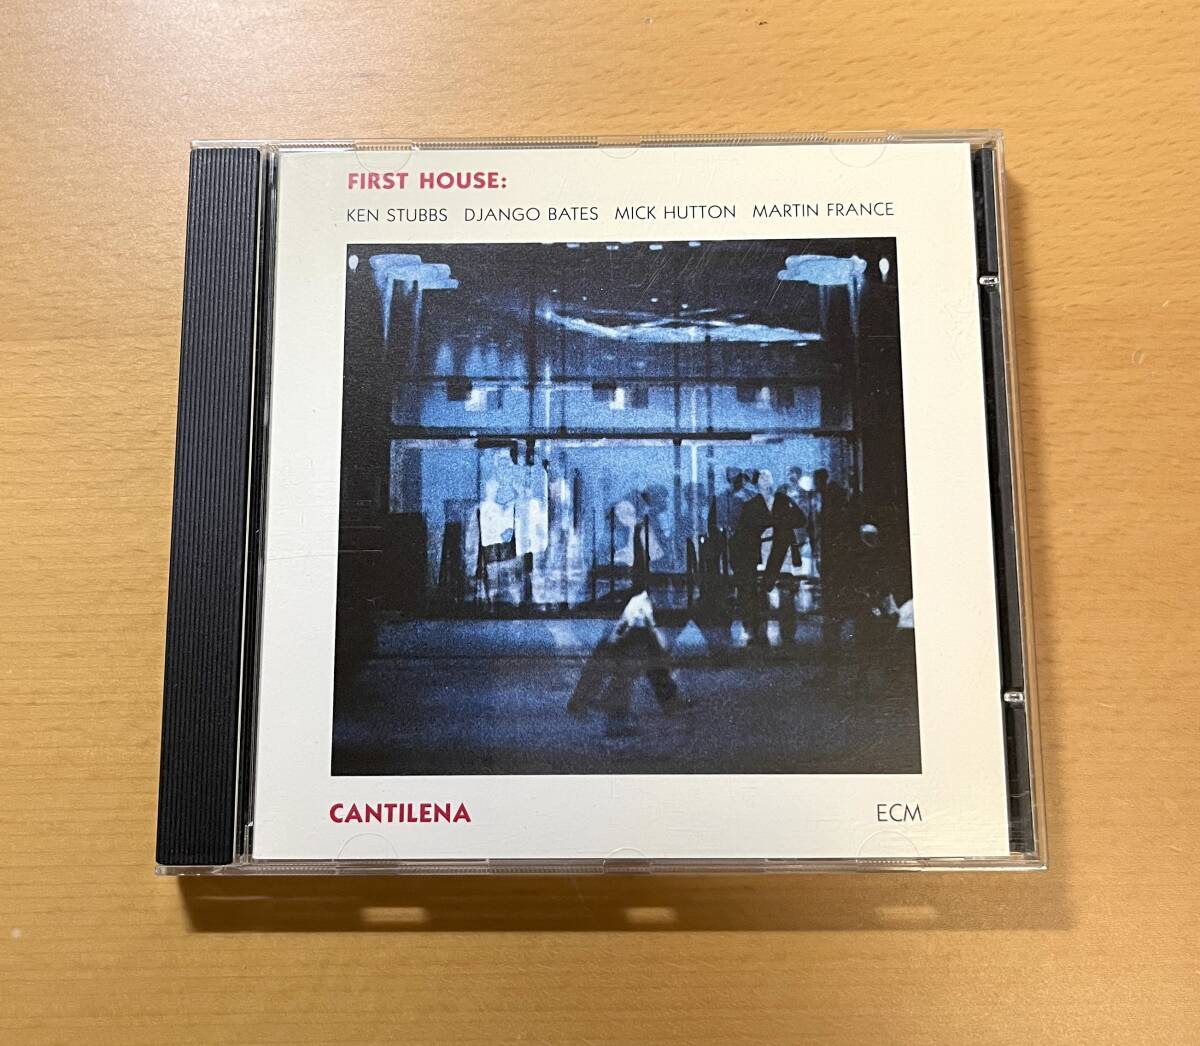 FIRST HOUSE:
KEN STUBBS DJANGO BATES MICK HUTTON MARTIN FRANCE
CANTILENA
ECM